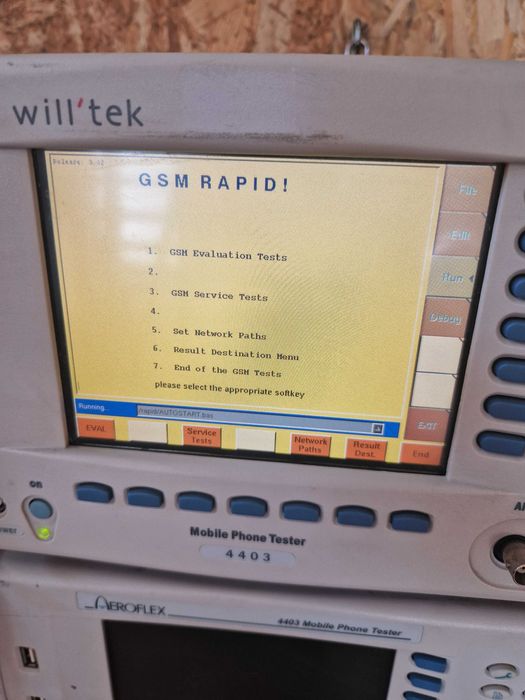 will'tek
Release: 3.02
GSM RAPID!
File
Edit
Run
Debug
EXIT
1. GSM Evaluation Tests
2.
3. GSM Service Tests
4.
5. Set Network Paths
6. Result Destination Menu
7. End of the GSM Tests
please select the appropriate softkey
Running...
/rapid/AUTOSTART.bas
EVAL
Service
Tests
Network
Paths
Result
Dest.
End
ON
Mobile Phone Tester
4403
AEROFLEX
4403 Mobile Phone Tester